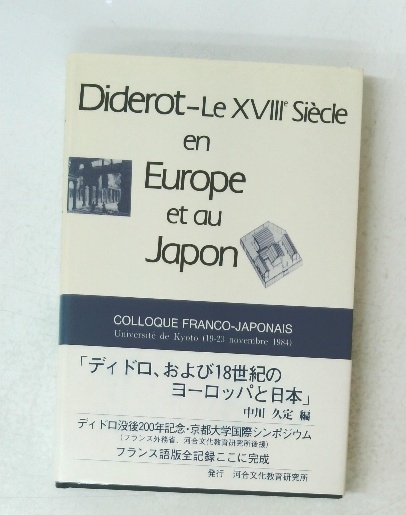 Diderot–Le XVIIIe Siècle
en
Europe
et au
Japon
COLLOQUE FRANCO-JAPONAIS
Université de Kyoto (19-23 novembre 1984)
「ディドロ、および18世紀の
ヨーロッパと日本」
中川 久定 編
ディドロ没後200年記念・京都大学国際シンポジウム
(フランス外務省、河合文化教育研究所後援)
フランス語版全記録ここに完成
発行 河合文化教育研究所